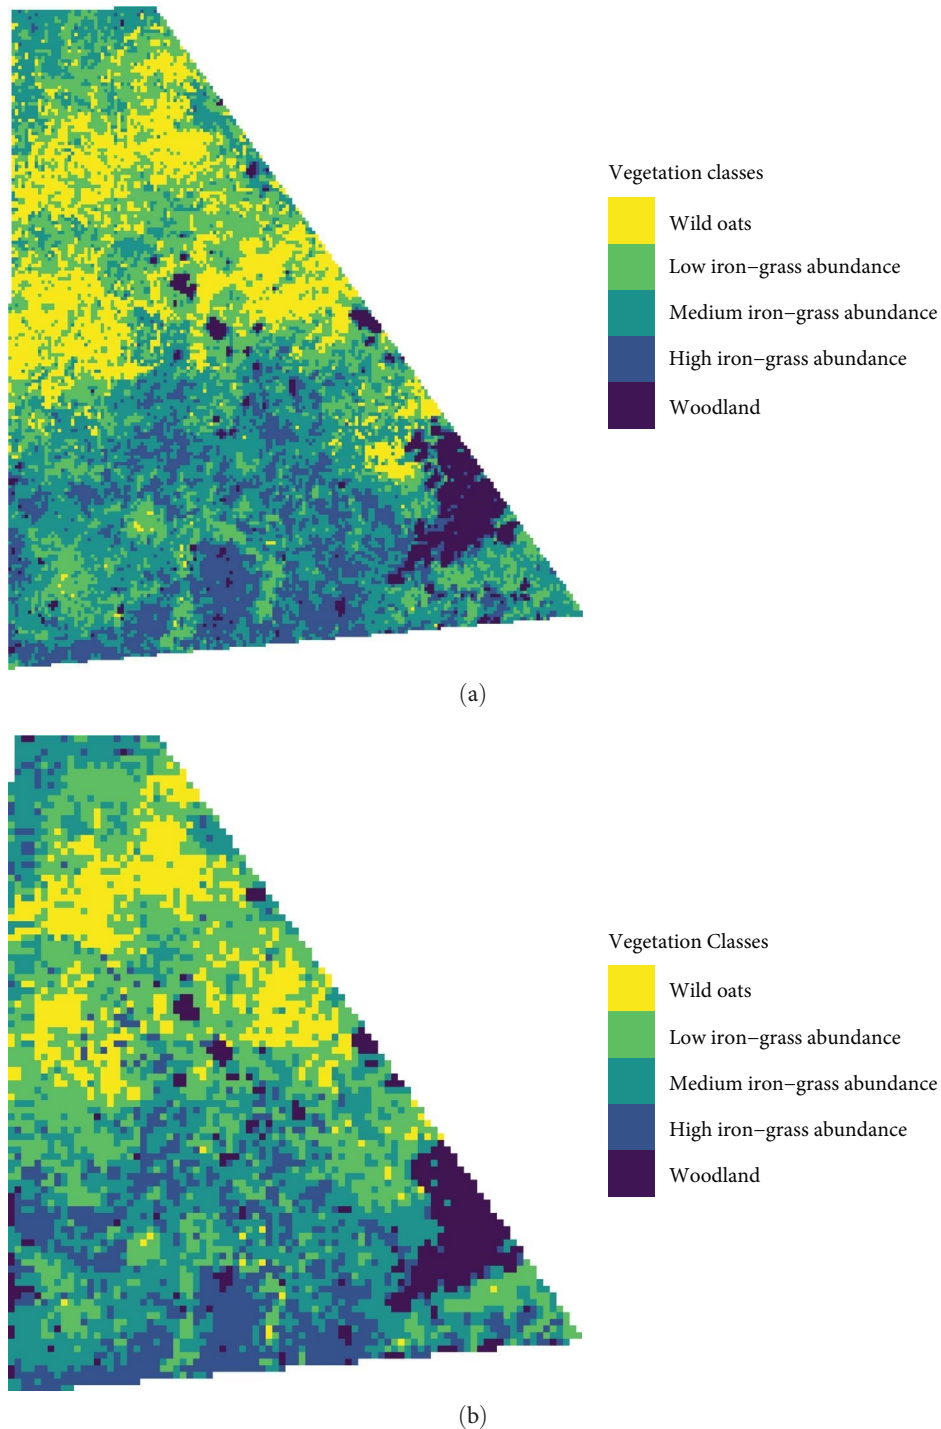 Vegetation classes
Wild oats
Low iron−grass abundance
Medium iron−grass abundance
High iron−grass abundance
Woodland
(a)
Vegetation Classes
Wild oats
Low iron−grass abundance
Medium iron−grass abundance
High iron−grass abundance
Woodland
(b)